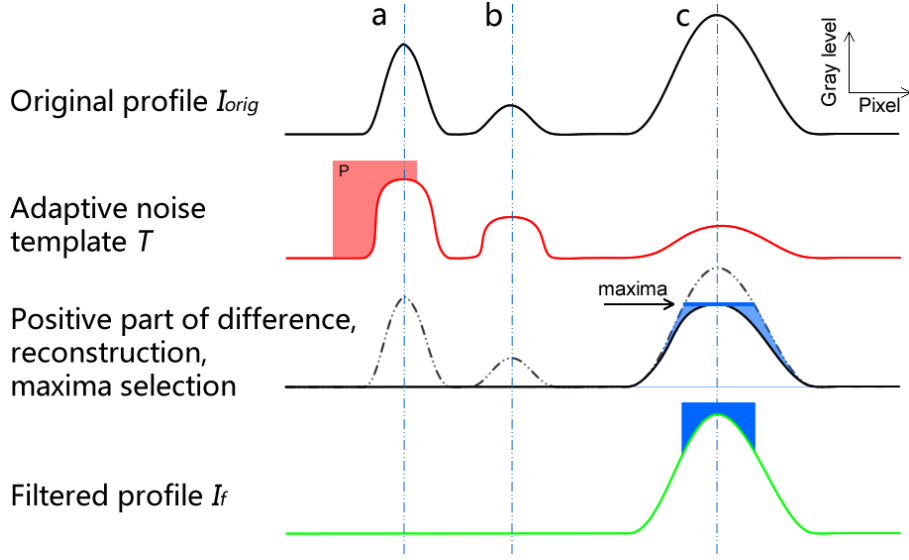 a b c
Gray level
Pixel
Original profile Iorig
P
Adaptive noise
template T
maxima
Positive part of difference,
reconstruction,
maxima selection
Filtered profile If